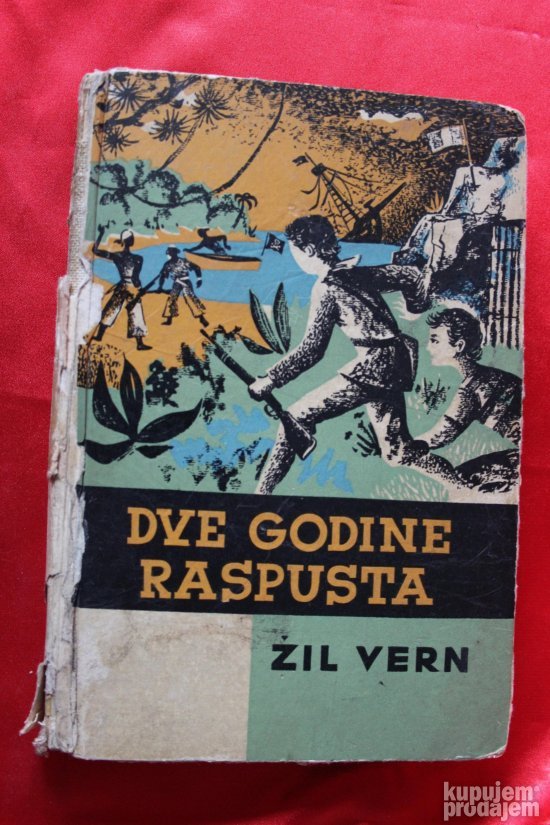 DVE GODINE
RASPUSTA
ŽIL VERN
kupujem
prodajem